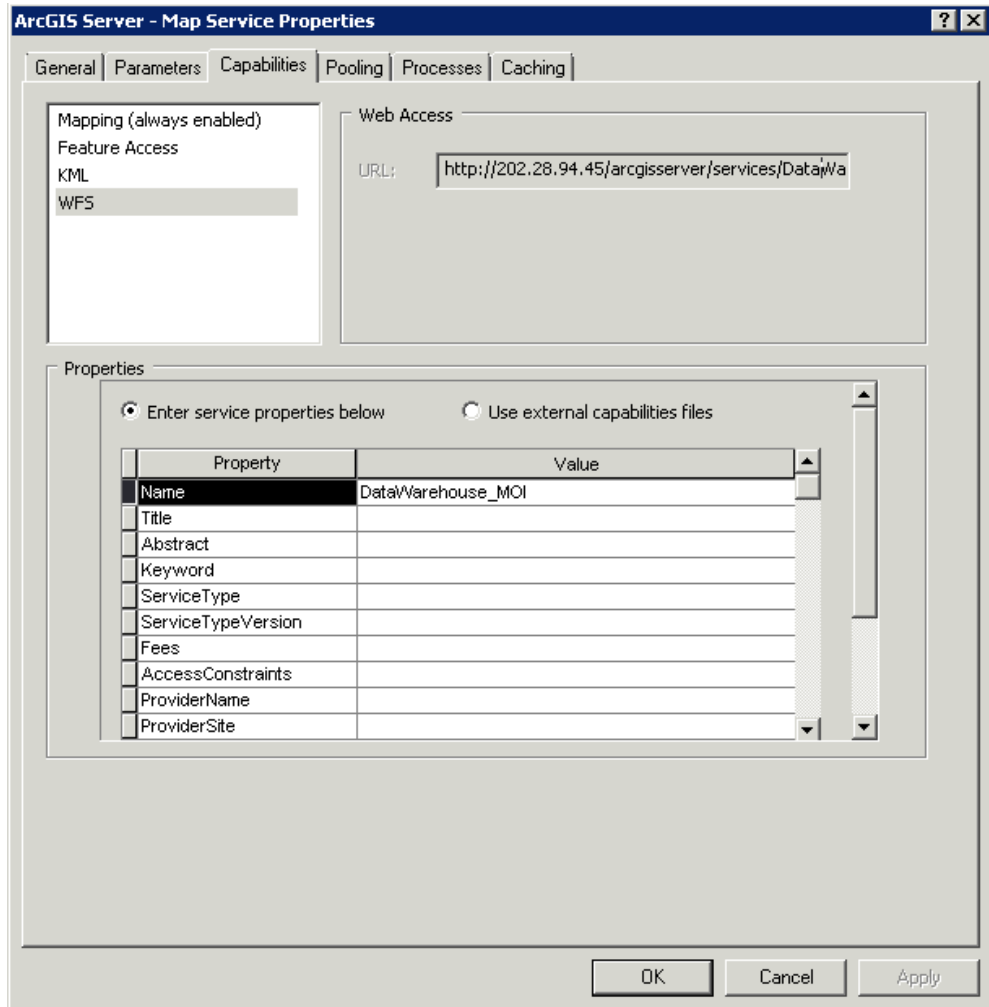 ArcGIS Server - Map Service Properties
General Parameters Capabilities Pooling Processes Caching
Mapping (always enabled)
Feature Access
KML
WFS
Web Access
URL: http://202.28.94.45/arcgisserver/services/DataWa
Properties
Enter service properties below Use external capabilities files
Property Value
Name DataWarehouse_MOI
Title
Abstract
Keyword
ServiceType
ServiceTypeVersion
Fees
AccessConstraints
ProviderName
ProviderSite
OK Cancel Apply